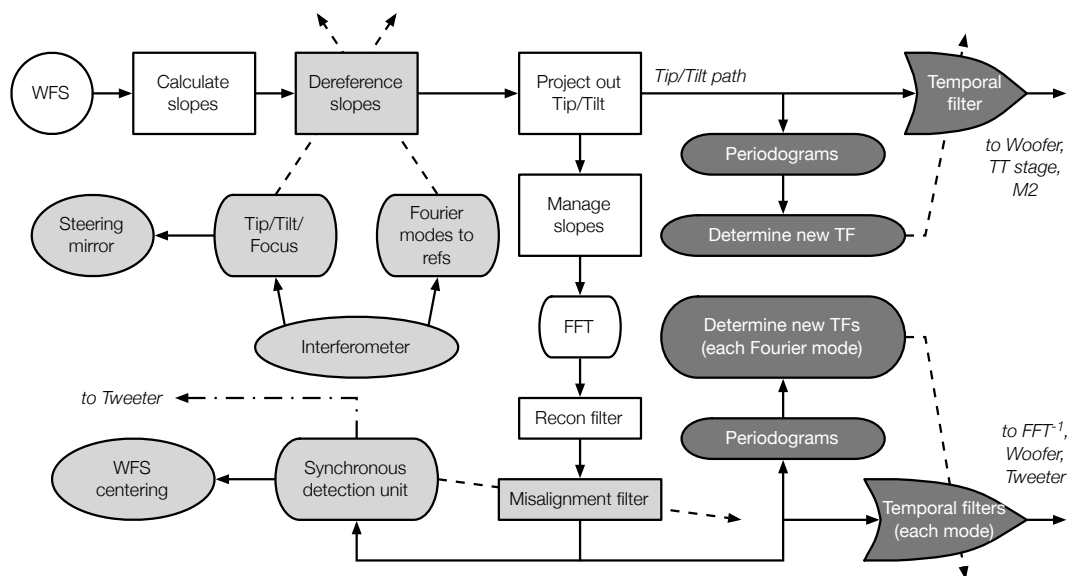 WFS
Calculate
slopes
Dereference
slopes
Project out
Tip/Tilt
Tip/Tilt path
Temporal
filter
to Woofer,
TT stage,
M2
Periodograms
Determine new TF
Manage
slopes
Steering
mirror
Tip/Tilt/
Focus
Fourier
modes to
refs
Interferometer
FFT
Determine new TFs
(each Fourier mode)
to Tweeter
Recon filter
Periodograms
to FFT-1,
Woofer,
Tweeter
WFS
centering
Synchronous
detection unit
Misalignment filter
Temporal filters
(each mode)